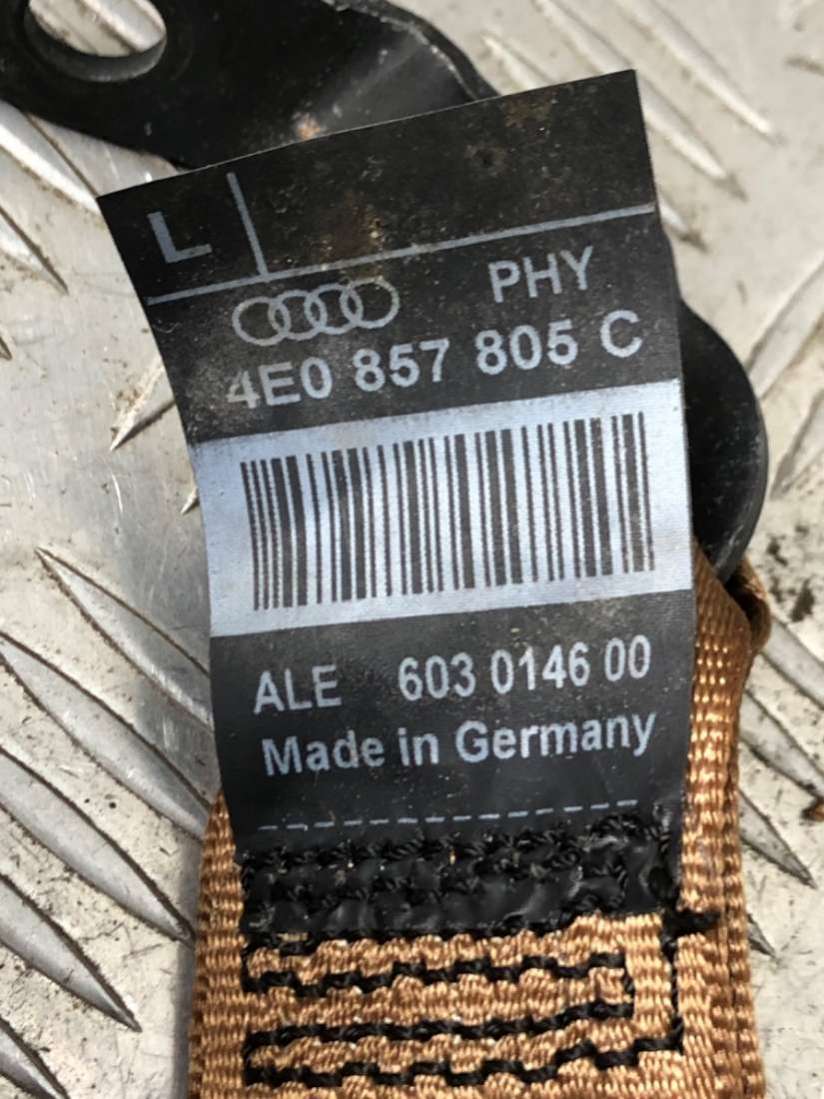 L
PHY
4E0 857 805 C
ALE 603 0146 00
Made in Germany